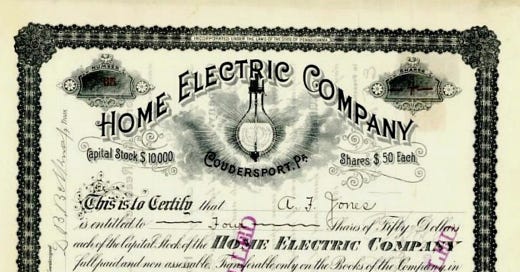 INCORPORATED UNDER THE LAWS OF THE STATE OF PENNSYLVANIA
NUMBER
SHARES
HOME ELECTRIC COMPANY
Capital Stock $10,000
COUDERSPORT, PA
Shares $50 Each
This is to Certify that A. F. Jones
is entitled to Four Shares of Fifty Dollars
each of the Capital Stock of the HOME ELECTRIC COMPANY
full paid and non assessable. Transferable only on the Books of the Company in